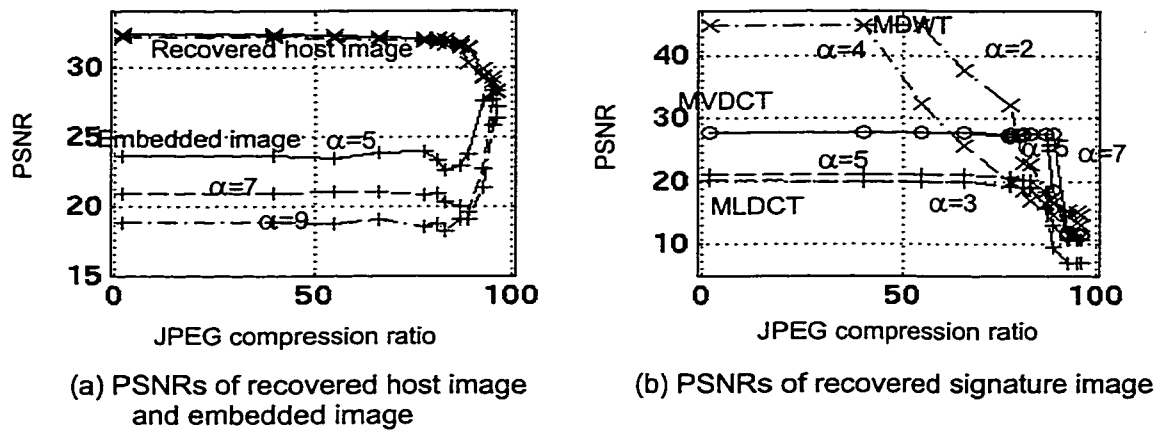 Recovered host image
Embedded image
α=5
α=7
α=9
30
25
20
15
PSNR
0
50
100
JPEG compression ratio
(a) PSNRs of recovered host image
and embedded image
MDWT
α=4
α=2
MVDCT
α=5
α=5
α=7
MLDCT
α=3
40
30
20
10
PSNR
0
50
100
JPEG compression ratio
(b) PSNRs of recovered signature image